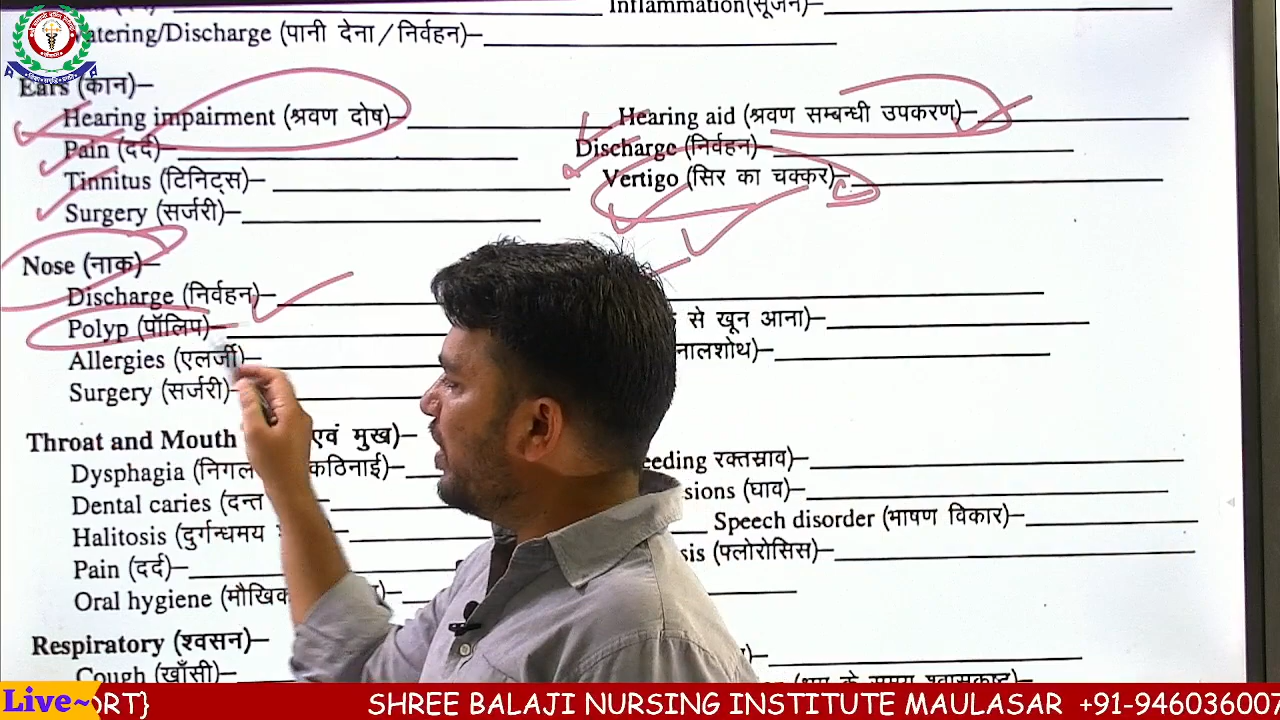 Inflammation(सूजन)–
Watering/Discharge (पानी देना/निर्वहन)–
Ears (कान)–
Hearing impairment (श्रवण दोष)–
Hearing aid (श्रवण सम्बन्धी उपकरण)–
Pain (दर्द)–
Discharge (निर्वहन)–
Tinnitus (टिनिट्स)–
Vertigo (सिर का चक्कर)–
Surgery (सर्जरी)–
Nose (नाक)–
Discharge (निर्वहन)–
Polyp (पॉलिप)–
से खून आना)–
Allergies (एलर्जी)–
नालशोथ)–
Surgery (सर्जरी)–
Throat and Mouth एवं मुख)–
Dysphagia (निगल कठिनाई)–
eeding रक्तस्राव)–
Dental caries (दन्त
sions (घाव)–
Halitosis (दुर्गन्धमय
Speech disorder (भाषण विकार)–
Pain (दर्द)–
sis (फ्लोरोसिस)–
Oral hygiene (मौखिक
Respiratory (श्वसन)–
Cough (खाँसी)–
Live~
ORT}
SHREE BALAJI NURSING INSTITUTE MAULASAR +91-946036007